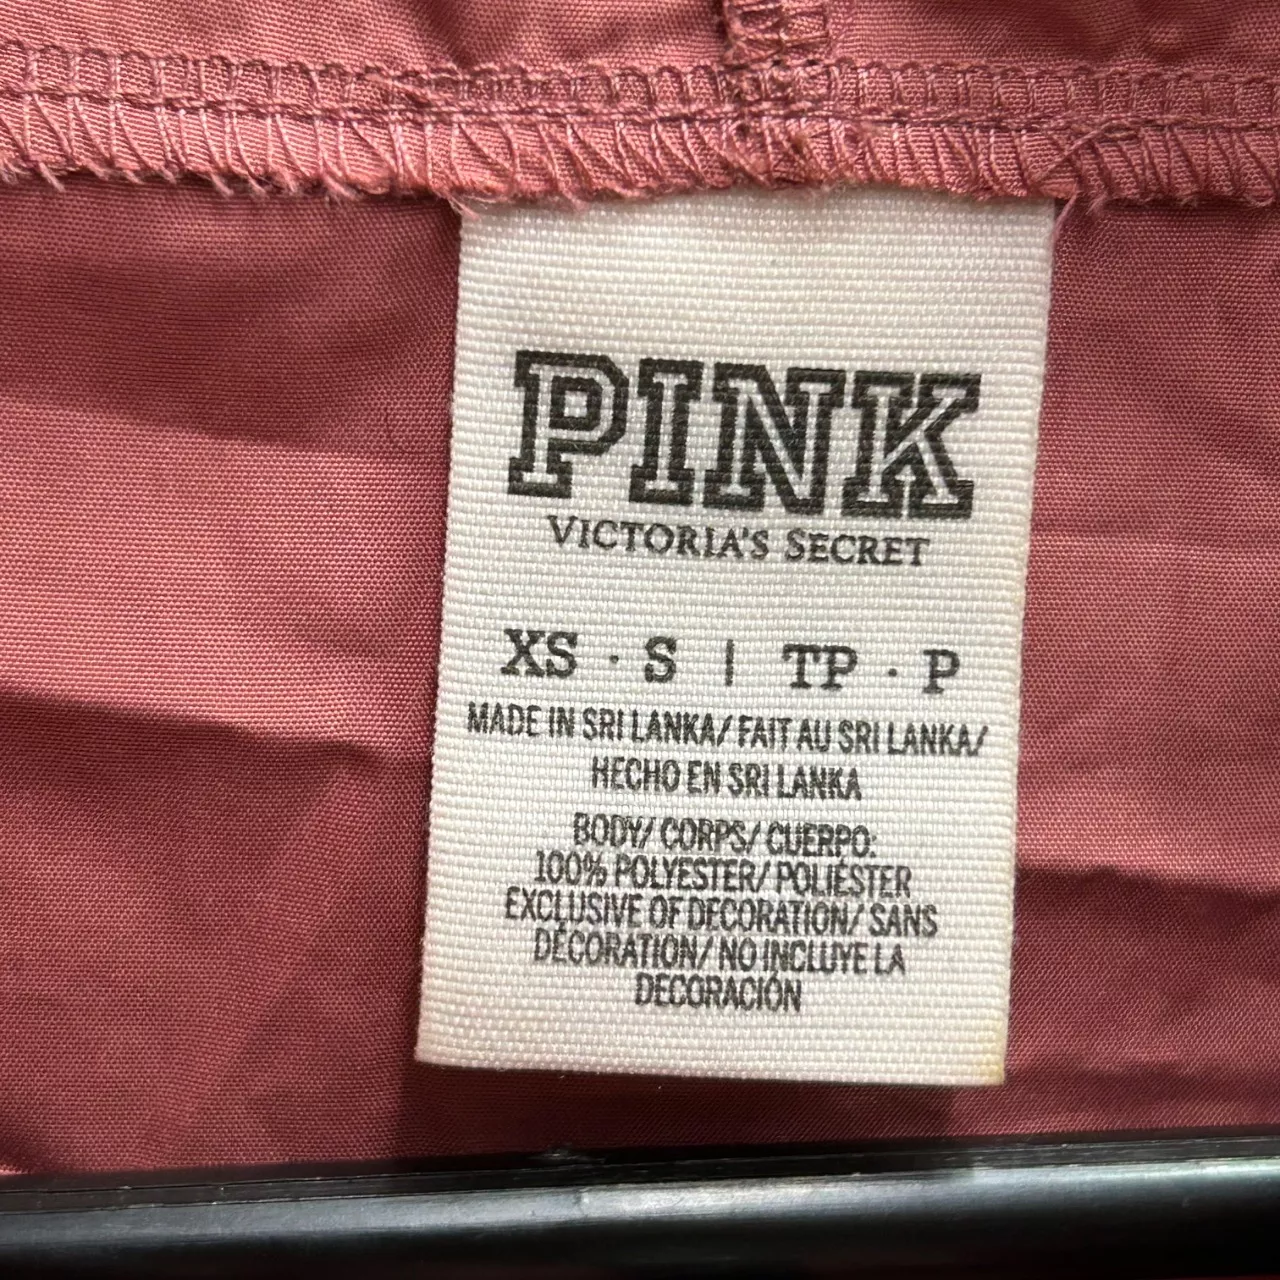 PINK
VICTORIA'S SECRET
XS · S | TP · P
MADE IN SRI LANKA/ FAIT AU SRI LANKA/
HECHO EN SRI LANKA
BODY/ CORPS/ CUERPO:
100% POLYESTER/ POLIÉSTER
EXCLUSIVE OF DECORATION/ SANS
DÉCORATION/ NO INCLUYE LA
DECORACIÓN